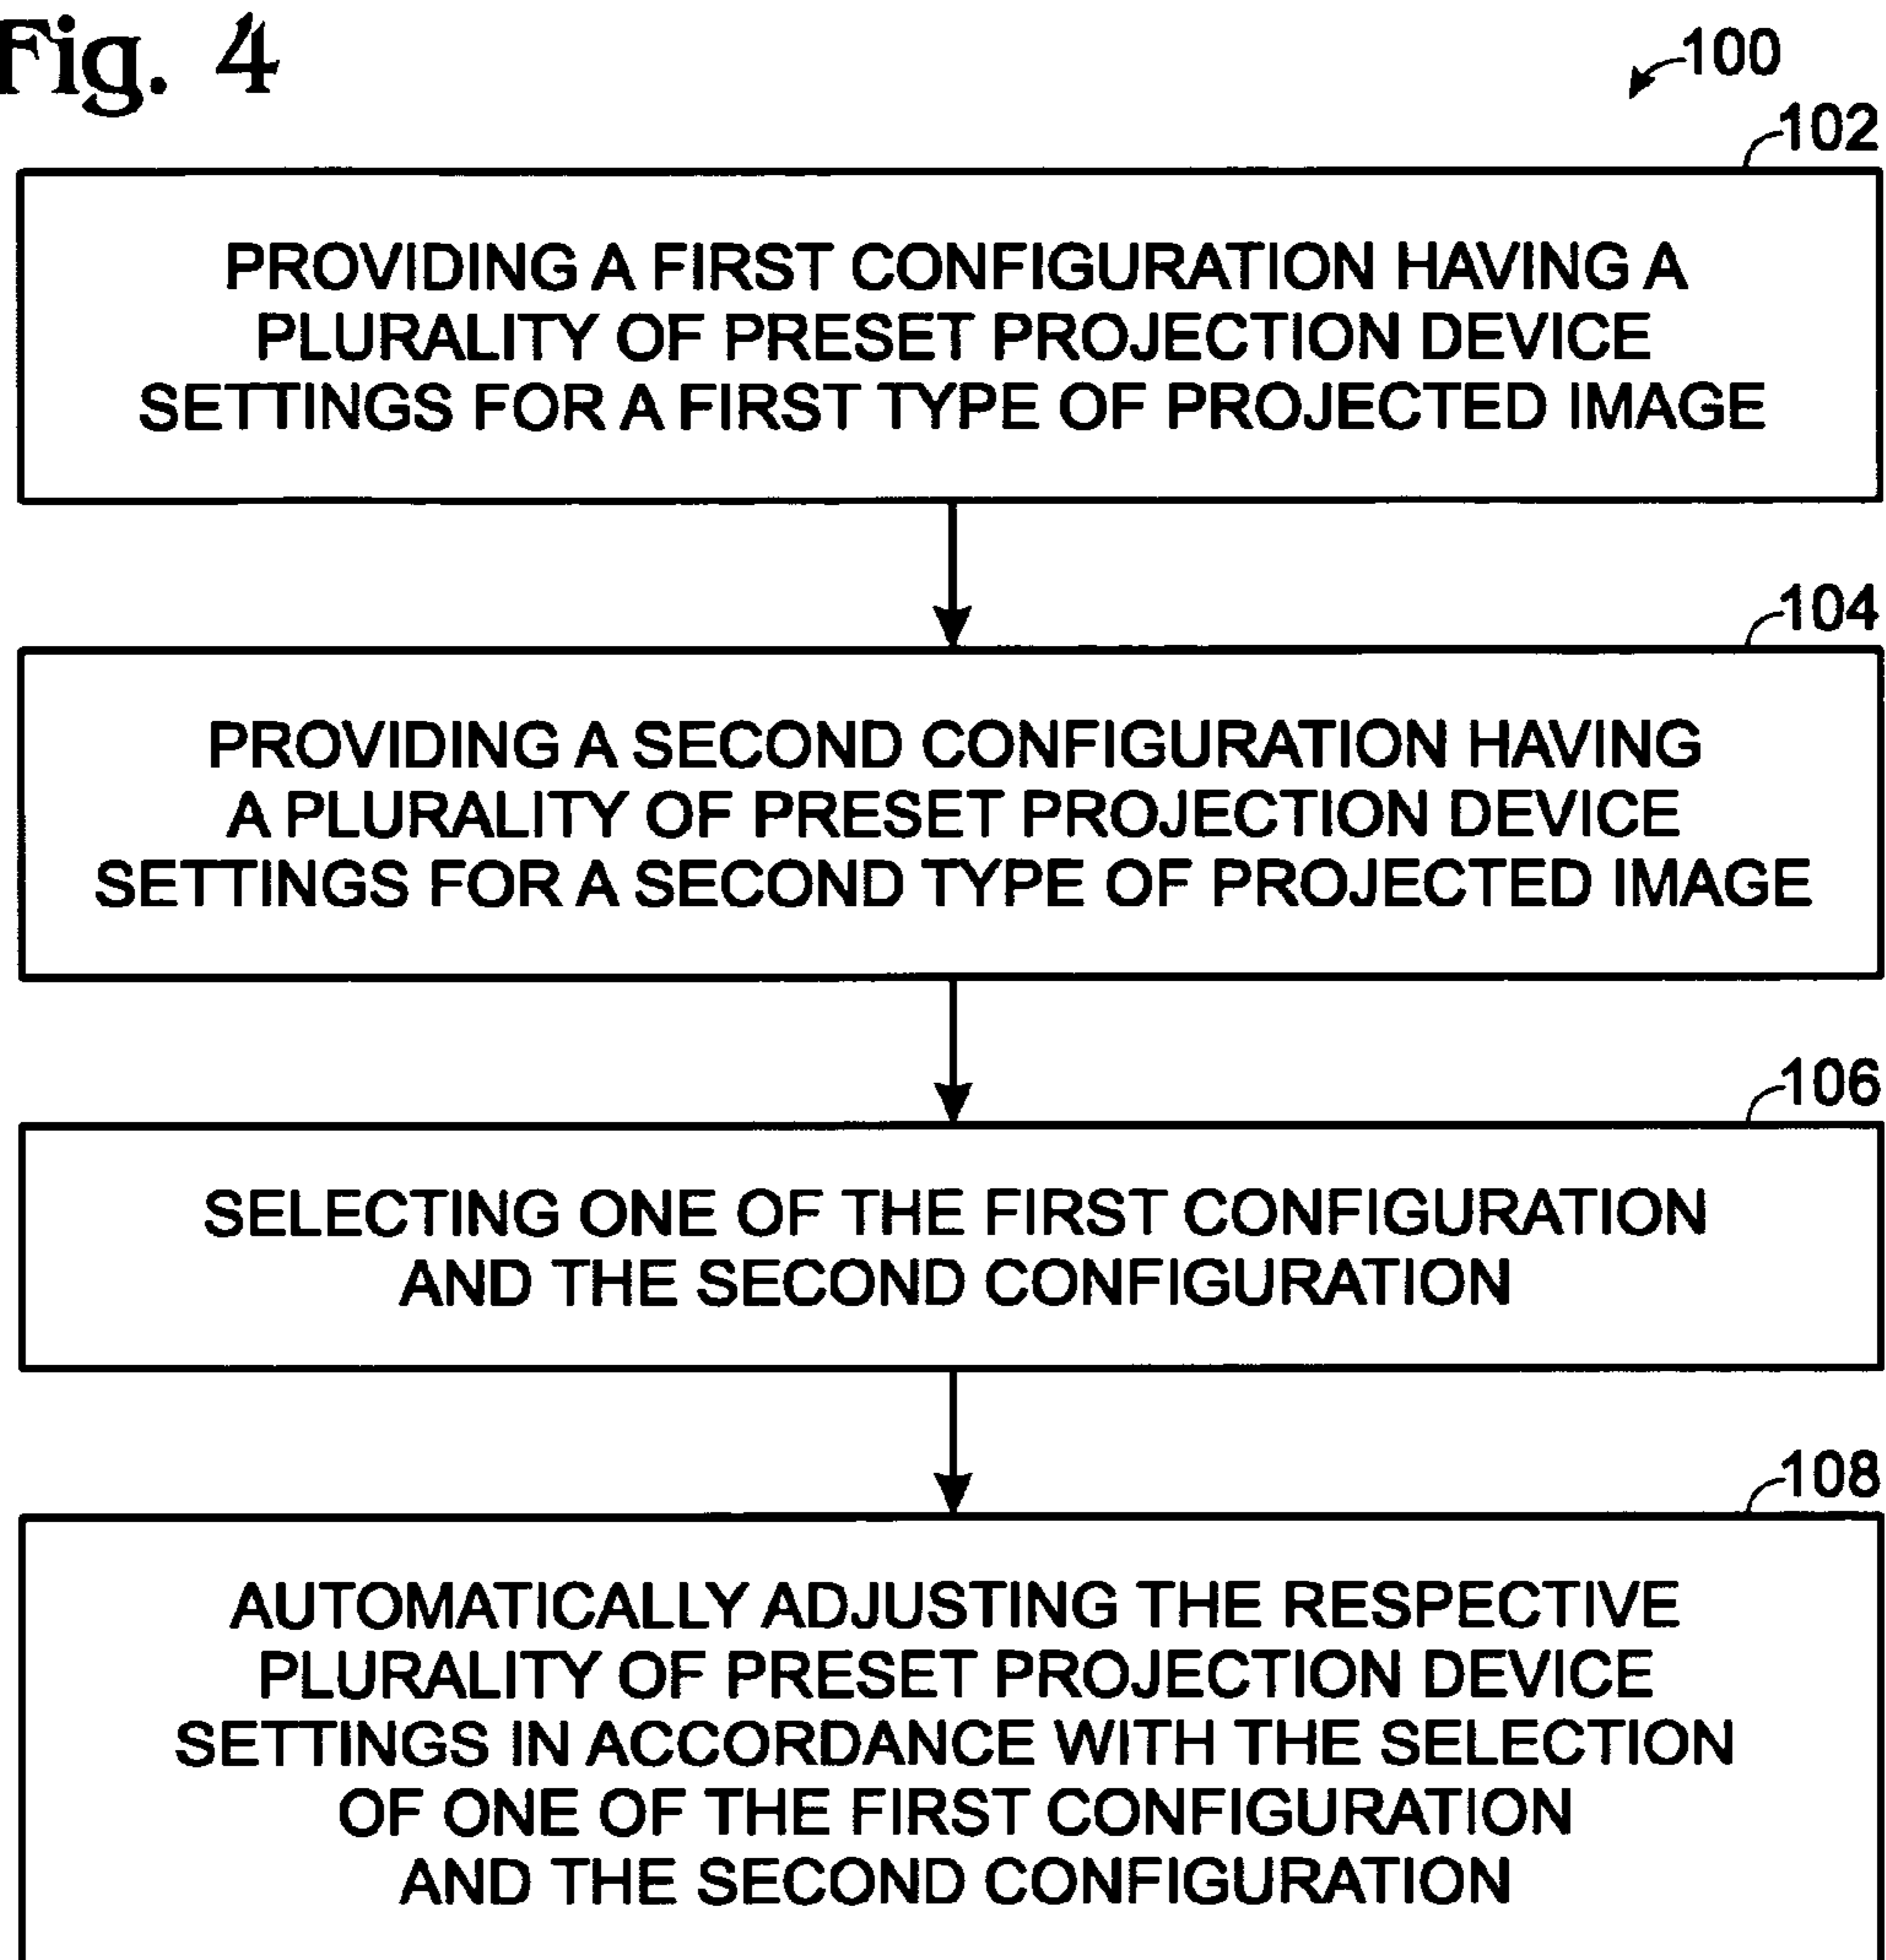 Fig. 4
100
102
PROVIDING A FIRST CONFIGURATION HAVING A
PLURALITY OF PRESET PROJECTION DEVICE
SETTINGS FOR A FIRST TYPE OF PROJECTED IMAGE
104
PROVIDING A SECOND CONFIGURATION HAVING
A PLURALITY OF PRESET PROJECTION DEVICE
SETTINGS FOR A SECOND TYPE OF PROJECTED IMAGE
106
SELECTING ONE OF THE FIRST CONFIGURATION
AND THE SECOND CONFIGURATION
108
AUTOMATICALLY ADJUSTING THE RESPECTIVE
PLURALITY OF PRESET PROJECTION DEVICE
SETTINGS IN ACCORDANCE WITH THE SELECTION
OF ONE OF THE FIRST CONFIGURATION
AND THE SECOND CONFIGURATION